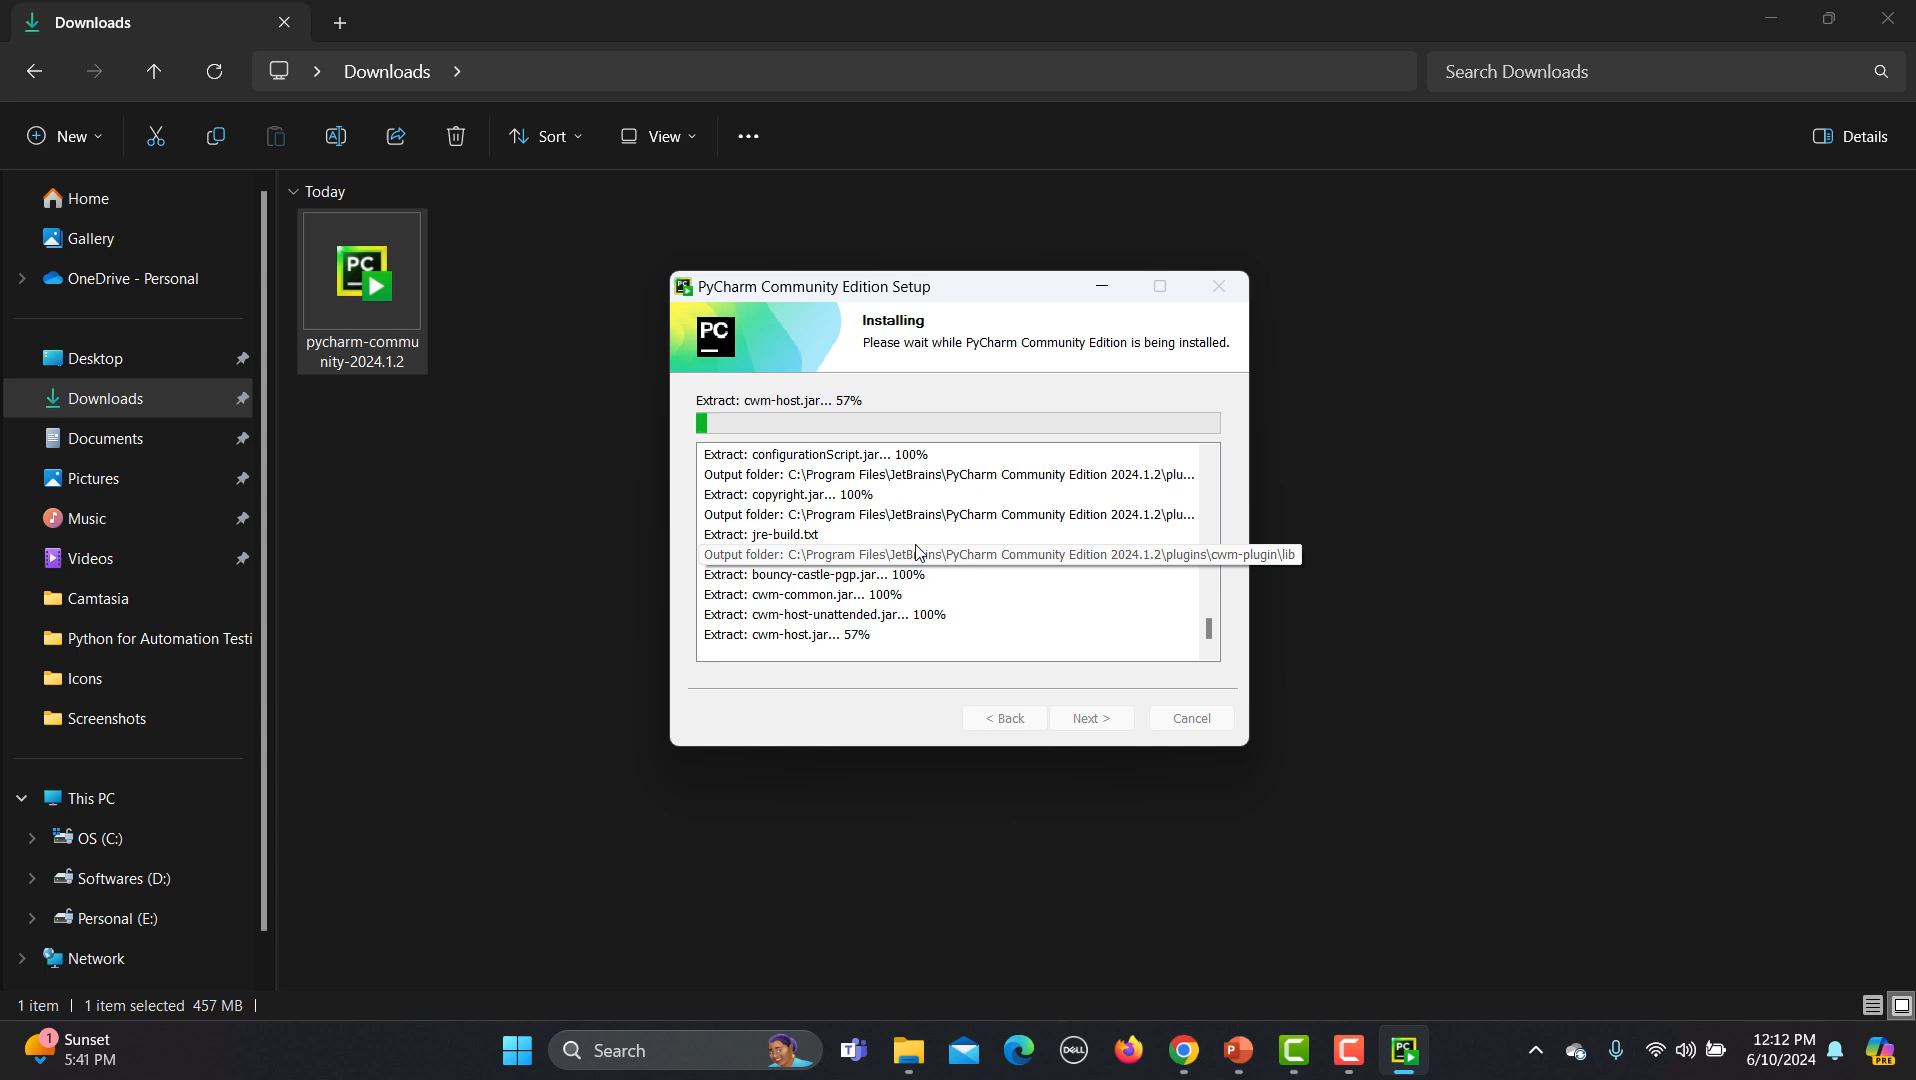 Downloads
Downloads
Search Downloads
New
Sort
View
Details
Home
Gallery
OneDrive - Personal
Desktop
Downloads
Documents
Pictures
Music
Videos
Camtasia
Python for Automation Testi
Icons
Screenshots
This PC
OS (C:)
Softwares (D:)
Personal (E:)
Network
Today
PC
pycharm-commu
nity-2024.1.2
PyCharm Community Edition Setup
PC
Installing
Please wait while PyCharm Community Edition is being installed.
Extract: cwm-host.jar... 57%
Extract: configurationScript.jar... 100%
Output folder: C:\Program Files\JetBrains\PyCharm Community Edition 2024.1.2\plu...
Extract: copyright.jar... 100%
Output folder: C:\Program Files\JetBrains\PyCharm Community Edition 2024.1.2\plu...
Extract: jre-build.txt
Output folder: C:\Program Files\JetBrains\PyCharm Community Edition 2024.1.2\plugins\cwm-plugin\lib
Extract: bouncy-castle-pgp.jar... 100%
Extract: cwm-common.jar... 100%
Extract: cwm-host-unattended.jar... 100%
Extract: cwm-host.jar... 57%
< Back
Next >
Cancel
1 item
1 item selected 457 MB
1
Sunset
5:41 PM
Search
DELL
PC
12:12 PM
6/10/2024
PRE